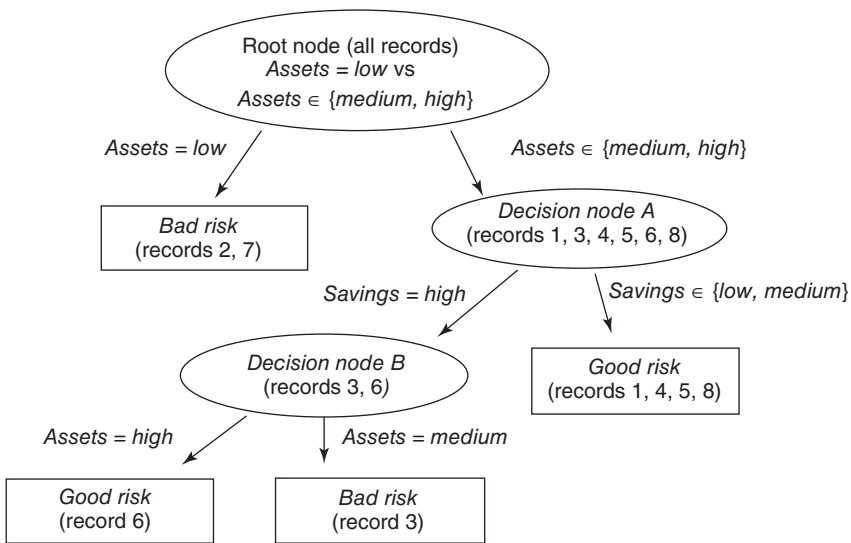 Root node (all records)
Assets = low vs
Assets ∈ {medium, high}
Assets = low
Assets ∈ {medium, high}
Bad risk
(records 2, 7)
Decision node A
(records 1, 3, 4, 5, 6, 8)
Savings = high
Savings ∈ {low, medium}
Decision node B
(records 3, 6)
Good risk
(records 1, 4, 5, 8)
Assets = high
Assets = medium
Good risk
(record 6)
Bad risk
(record 3)